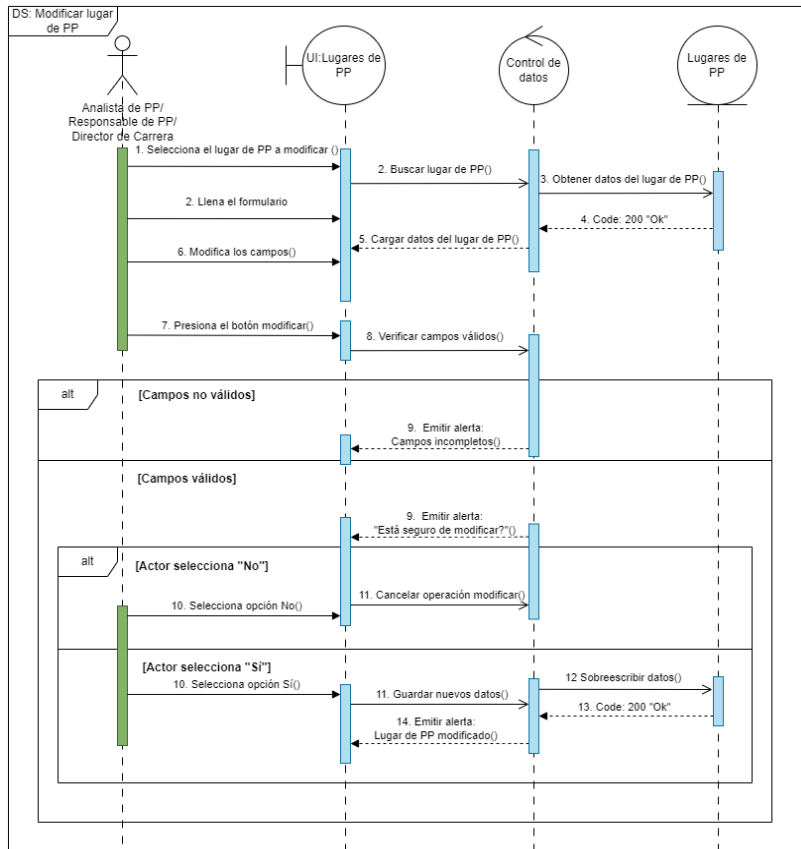 DS: Modificar lugar
de PP
Analista de PP/
Responsable de PP/
Director de Carrera
UI:Lugares de
PP
Control de
datos
Lugares de
PP
1. Selecciona el lugar de PP a modificar ()
2. Buscar lugar de PP()
3. Obtener datos del lugar de PP()
2. Llena el formulario
4. Code: 200 "Ok"
5. Cargar datos del lugar de PP()
6. Modifica los campos()
7. Presiona el botón modificar()
8. Verificar campos válidos()
alt
[Campos no válidos]
9. Emitir alerta:
Campos incompletos()
[Campos válidos]
9. Emitir alerta:
"Está seguro de modificar?"()
alt
[Actor selecciona "No"]
10. Selecciona opción No()
11. Cancelar operación modificar()
[Actor selecciona "Sí"]
10. Selecciona opción Sí()
11. Guardar nuevos datos()
12 Sobreescribir datos()
13. Code: 200 "Ok"
14. Emitir alerta:
Lugar de PP modificado()